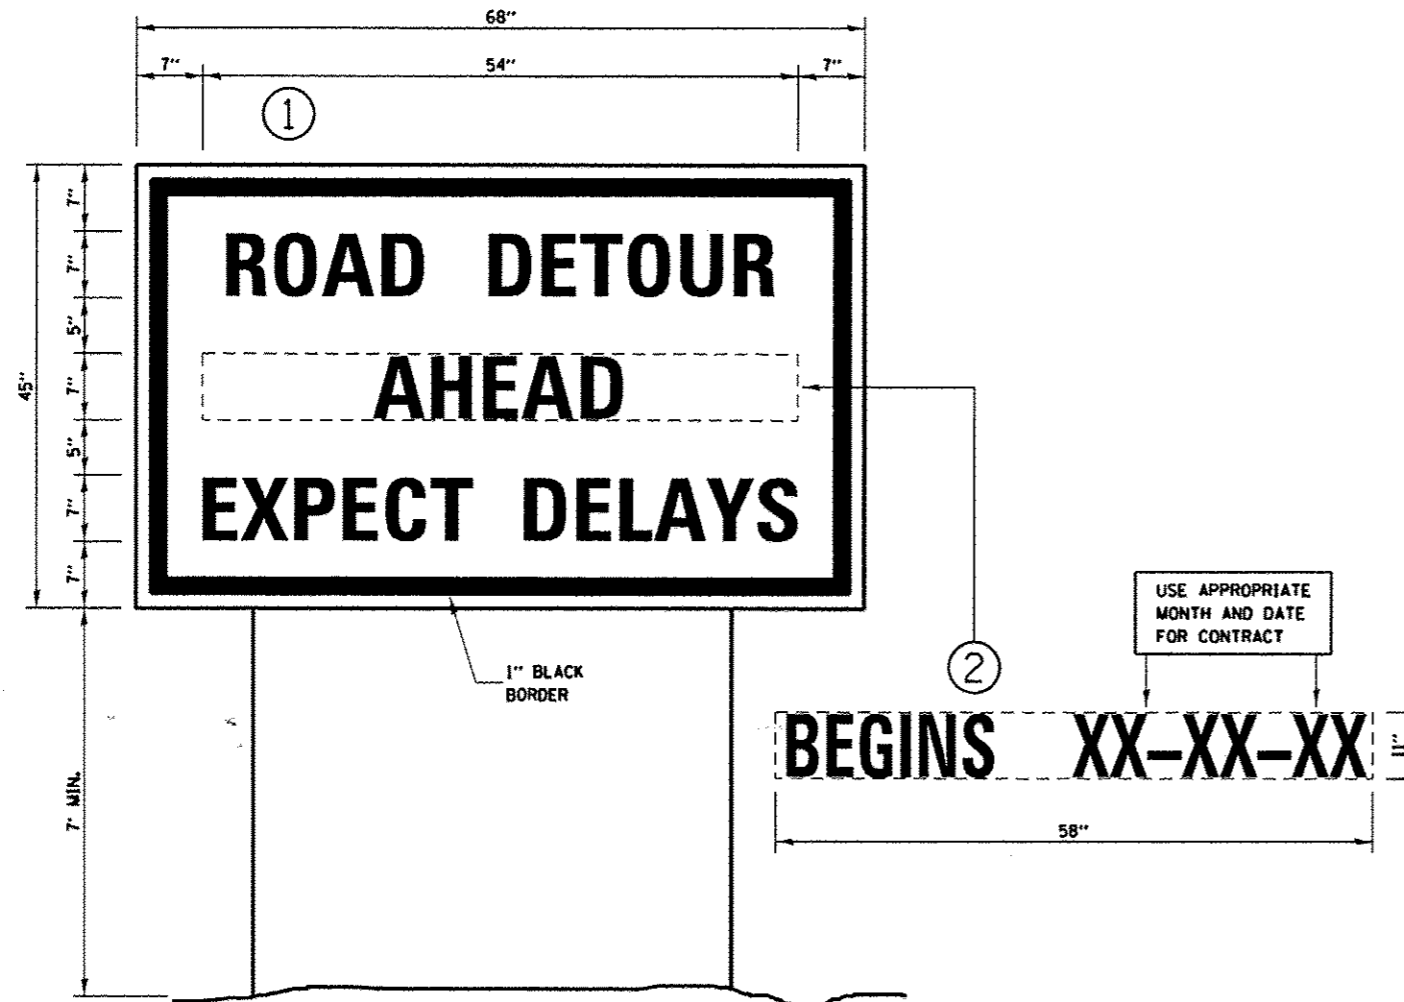 68"
7" 54" 7"
1
7"
7"
5"
7"
5"
7"
7"
45"
ROAD DETOUR
AHEAD
EXPECT DELAYS
1" BLACK
BORDER
7' MIN.
2
USE APPROPRIATE
MONTH AND DATE
FOR CONTRACT
BEGINS XX-XX-XX
11"
58"